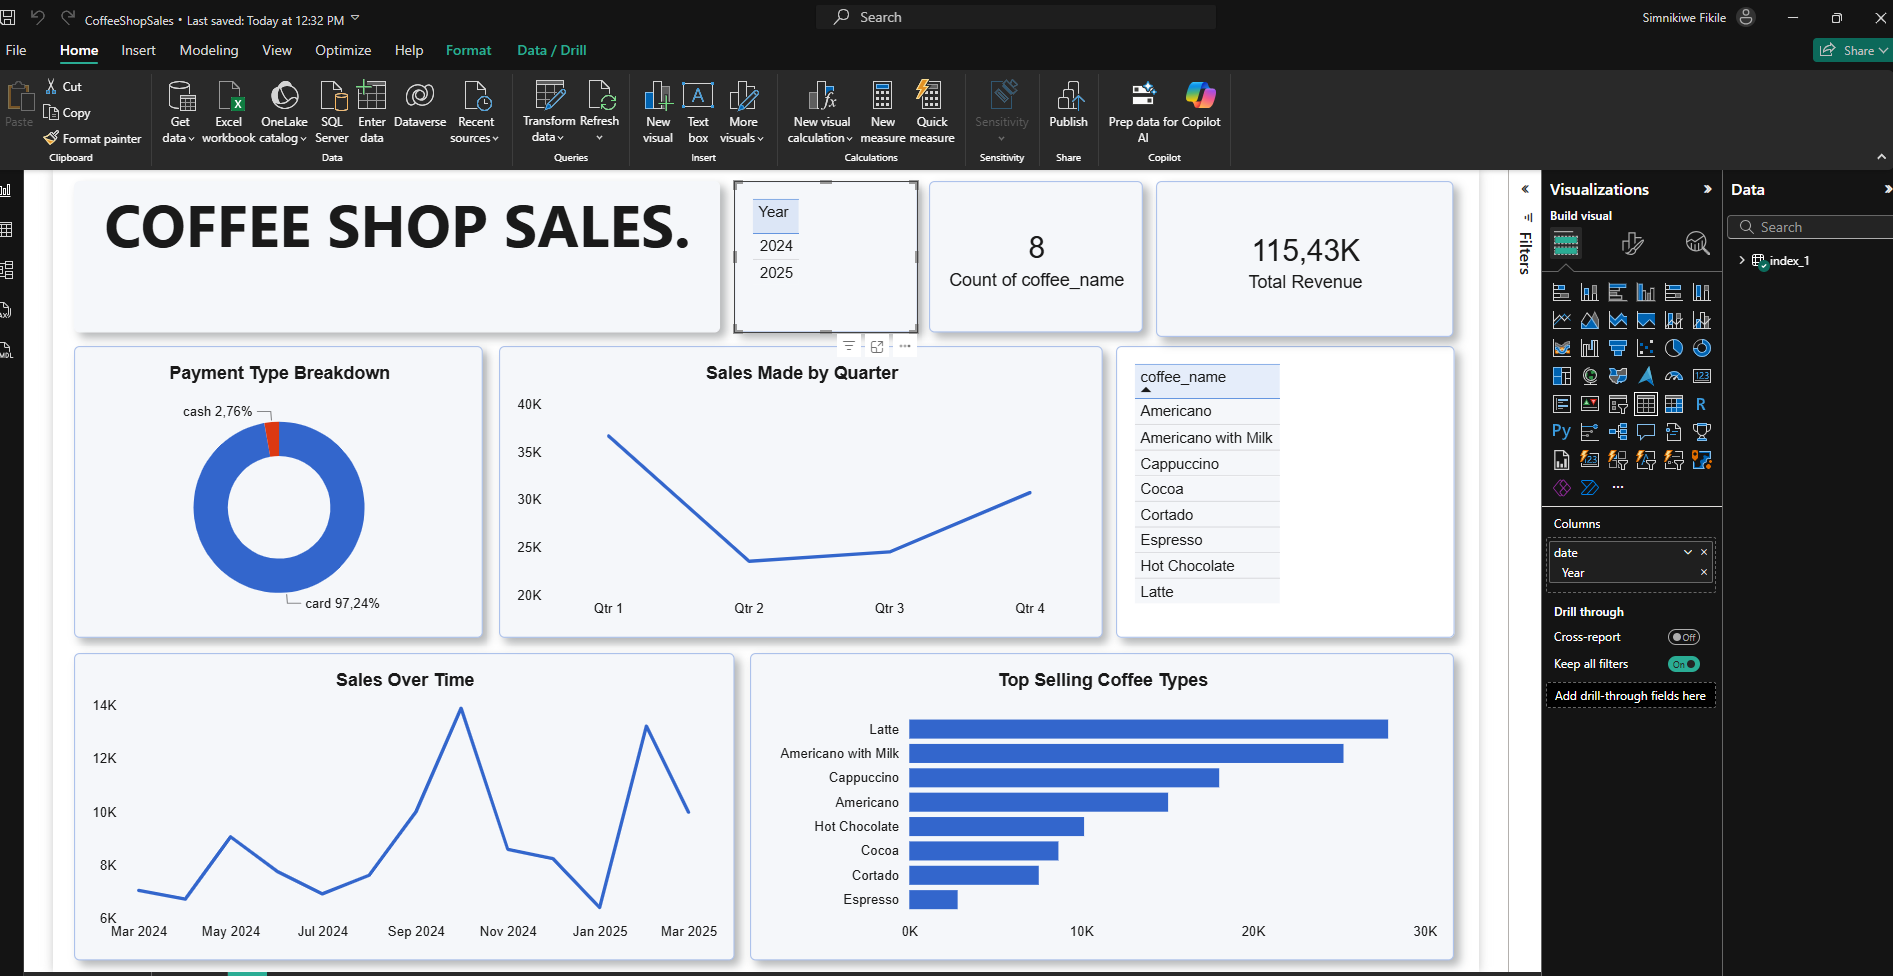 CoffeeShopSales • Last saved: Today at 12:32 PM
Search
Simnikiwe Fikile
File
Home
Insert
Modeling
View
Optimize
Help
Format
Data / Drill
Share
Paste
Cut
Copy
Format painter
Clipboard
Get data
Excel workbook
OneLake catalog
SQL Server
Enter data
Dataverse
Recent sources
Data
Transform data
Refresh
Queries
New visual
Text box
More visuals
Insert
New visual calculation
New measure
Quick measure
Calculations
Sensitivity
Sensitivity
Publish
Share
Prep data for AI
Copilot
Copilot
COFFEE SHOP SALES.
Year
2024
2025
8
Count of coffee_name
115,43K
Total Revenue
Payment Type Breakdown
cash 2,76%
card 97,24%
Sales Made by Quarter
40K
35K
30K
25K
20K
Qtr 1
Qtr 2
Qtr 3
Qtr 4
coffee_name
Americano
Americano with Milk
Cappuccino
Cocoa
Cortado
Espresso
Hot Chocolate
Latte
Sales Over Time
14K
12K
10K
8K
6K
Mar 2024
May 2024
Jul 2024
Sep 2024
Nov 2024
Jan 2025
Mar 2025
Top Selling Coffee Types
Latte
Americano with Milk
Cappuccino
Americano
Hot Chocolate
Cocoa
Cortado
Espresso
0K
10K
20K
30K
Filters
Visualizations
Build visual
123
R
Py
Columns
date
Year
Drill through
Cross-report
Off
Keep all filters
On
Add drill-through fields here
Data
Search
index_1